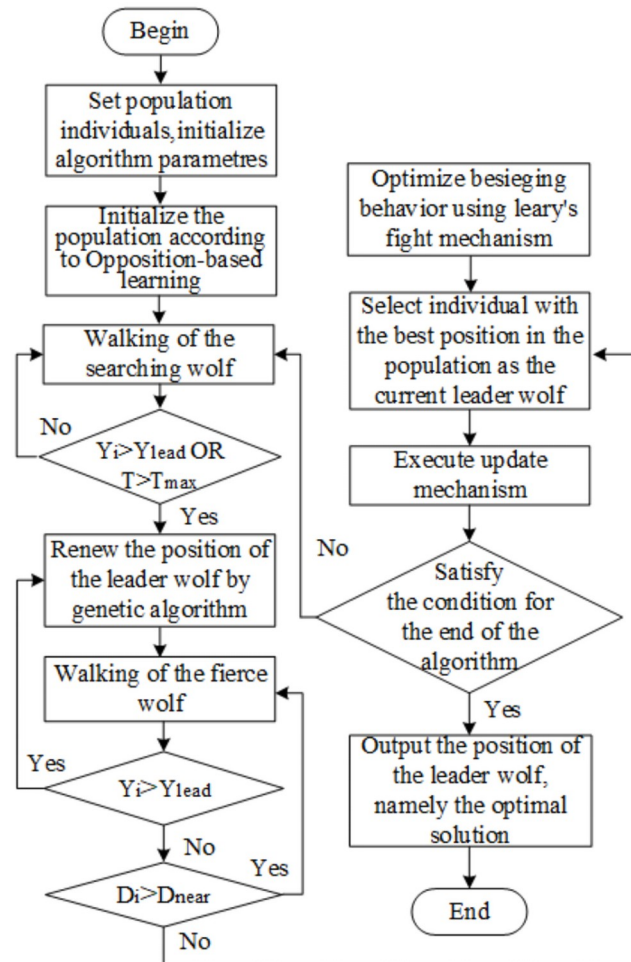 Begin
Set population
individuals,initialize
algorithm parametres
Initialize the
population according
to Opposition-based
learning
Walking of the
searching wolf
No
Yi>Ylead OR
T>Tmax
Yes
Renew the position of
the leader wolf by
genetic algorithm
Walking of the fierce
wolf
Yes
Yi>Ylead
No
Yes
Di>Dnear
No
Optimize besieging
behavior using leary's
fight mechanism
Select individual with
the best position in the
population as the
current leader wolf
Execute update
mechanism
No
Satisfy
the condition for
the end of the
algorithm
Yes
Output the position of
the leader wolf,
namely the optimal
solution
End